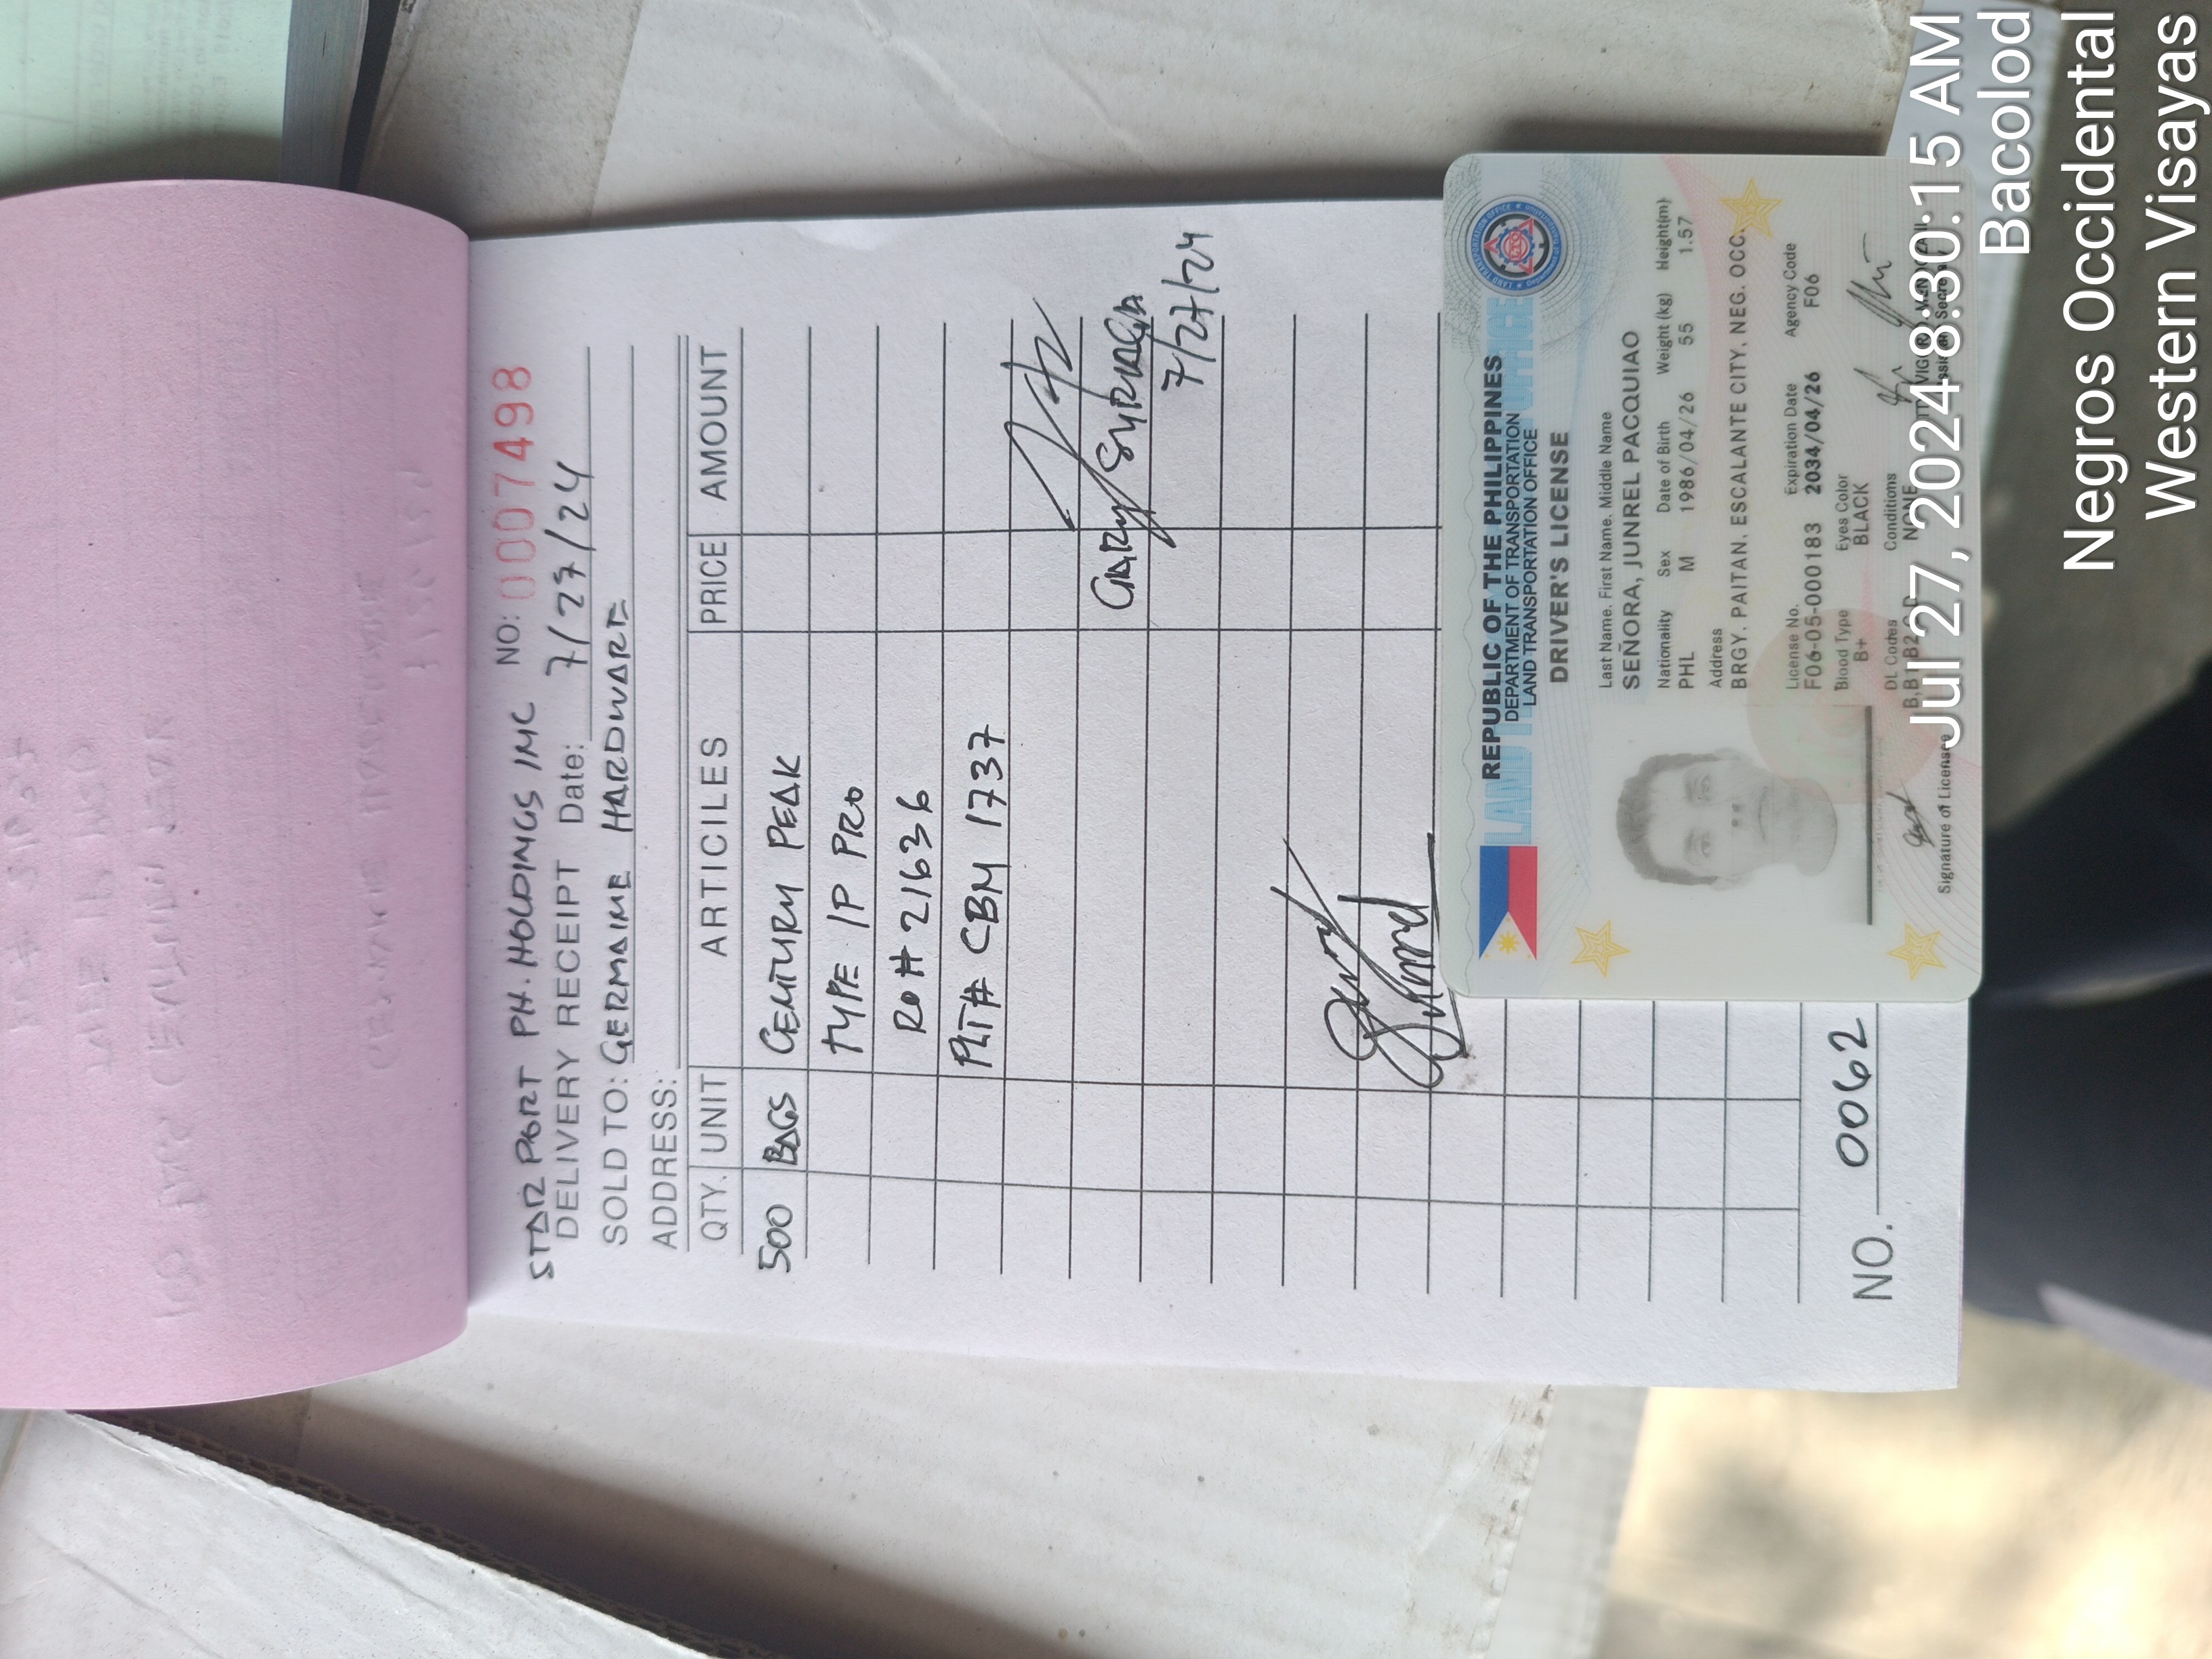 STAR PORT PH. HOLDINGS INC NO: 0007498
DELIVERY RECEIPT Date: 7/27/24
SOLD TO: GERMAINE HARDWARE
ADDRESS:
QTY. UNIT ARTICILES PRICE AMOUNT
500 BAGS CENTURY PEAK
TYPE 1P PRO
RO# 21636
PLT# CBM 1737
GARY
7/27/24
Junrel
NO. 0062
REPUBLIC OF THE PHILIPPINES
DEPARTMENT OF TRANSPORTATION
LAND TRANSPORTATION OFFICE
DRIVER'S LICENSE
Last Name, First Name, Middle Name
SEÑORA, JUNREL PACQUIAO
Nationality Sex Date of Birth Weight (kg) Height(m)
PHL M 1986/04/26 55 1.57
Address
BRGY. PAITAN, ESCALANTE CITY, NEG. OCC.
License No. Expiration Date Agency Code
F06-05-000183 2034/04/26 F06
Blood Type Eyes Color
B+ BLACK
DL Codes Conditions
B,B1,B2,D NONE
Signature of Licensee
Jul 27, 2024 8:30:15 AM
Bacolod
Negros Occidental
Western Visayas